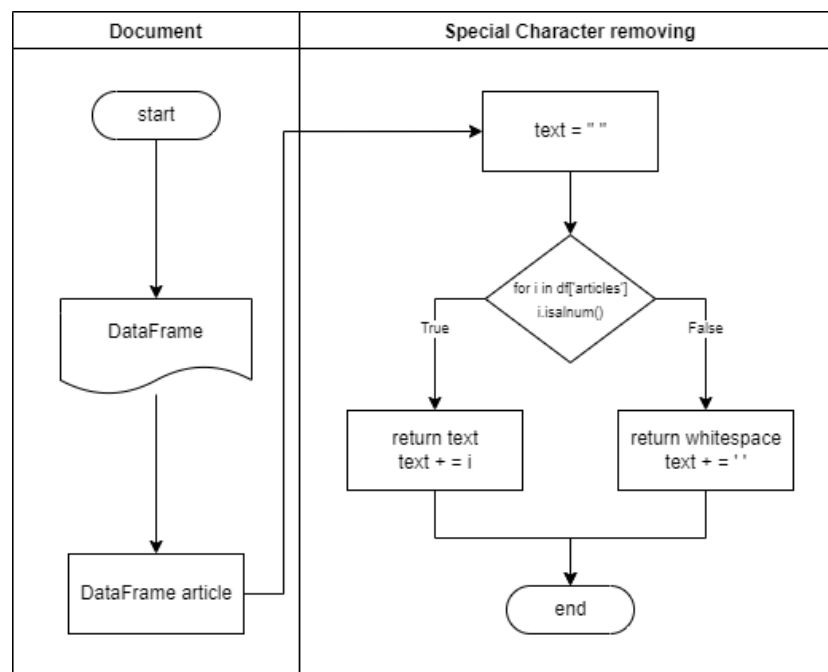 Document
Special Character removing
start
DataFrame
DataFrame article
text = " "
for i in df['articles']
i.isalnum()
True
False
return text
text + = i
return whitespace
text + = ' '
end